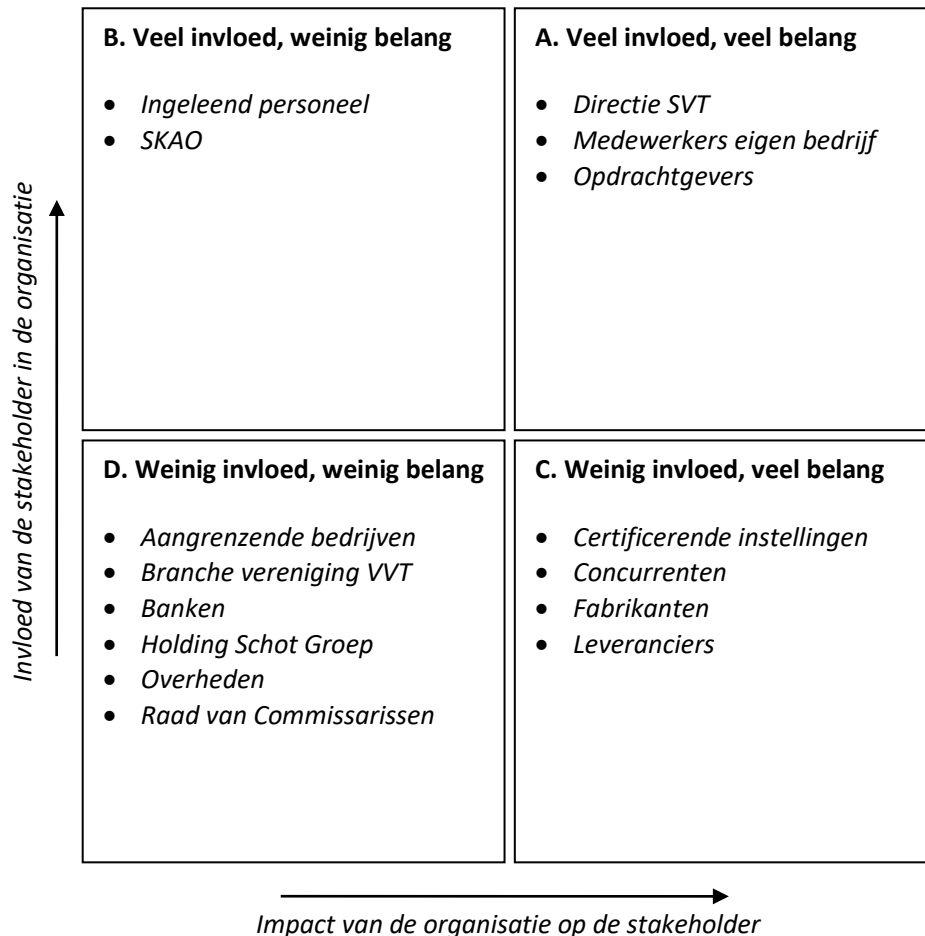 B. Veel invloed, weinig belang
• Ingeleend personeel
• SKAO
A. Veel invloed, veel belang
• Directie SVT
• Medewerkers eigen bedrijf
• Opdrachtgevers
Invloed van de stakeholder in de organisatie
D. Weinig invloed, weinig belang
• Aangrenzende bedrijven
• Branche vereniging VVT
• Banken
• Holding Schot Groep
• Overheden
• Raad van Commissarissen
C. Weinig invloed, veel belang
• Certificerende instellingen
• Concurrenten
• Fabrikanten
• Leveranciers
Impact van de organisatie op de stakeholder